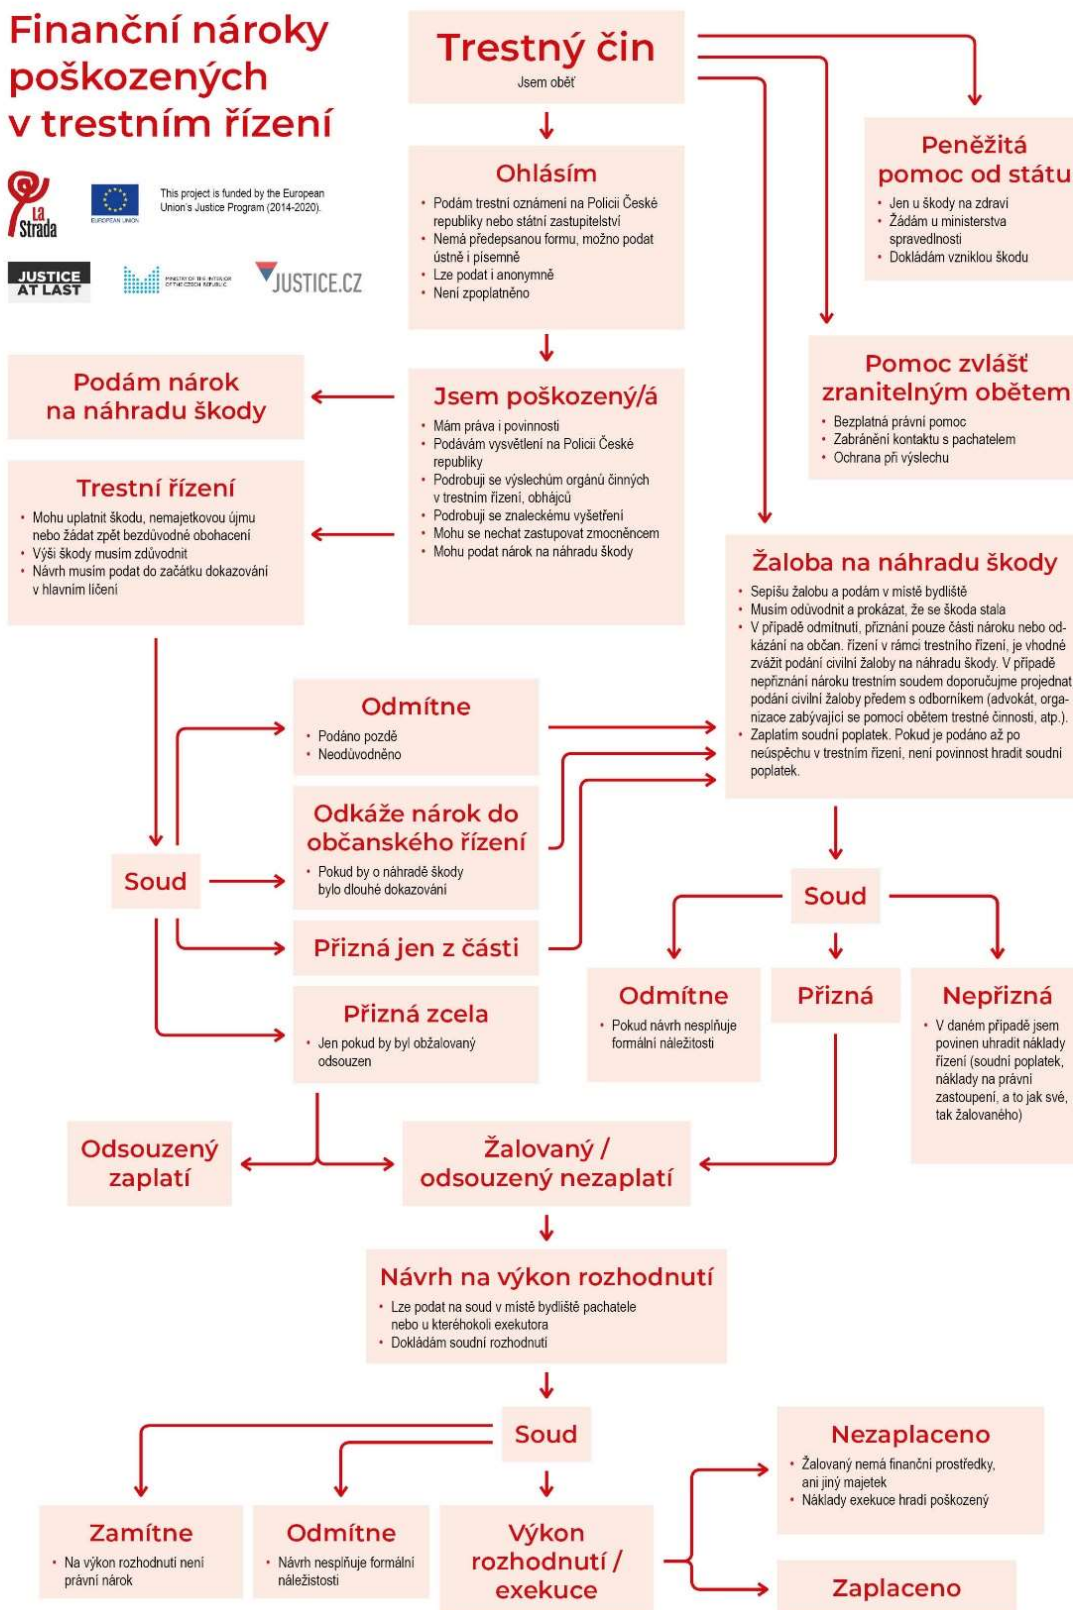 Finanční nároky
poškozených
v trestním řízení
La
Strada
EUROPEAN UNION
This project is funded by the European
Union's Justice Program (2014-2020).
JUSTICE
AT LAST
MINISTRY OF THE INTERIOR
OF THE CZECH REPUBLIC
JUSTICE.CZ
Trestný čin
Jsem oběť
Ohlásím
• Podám trestní oznámení na Policii České
republiky nebo státní zastupitelství
• Nemá předepsanou formu, možno podat
ústně i písemně
• Lze podat i anonymně
• Není zpoplatněno
Peněžitá
pomoc od státu
• Jen u škody na zdraví
• Žádám u ministerstva
spravedlnosti
• Dokládám vzniklou škodu
Pomoc zvlášť
zranitelným obětem
• Bezplatná právní pomoc
• Zabránění kontaktu s pachatelem
• Ochrana při výslechu
Podám nárok
na náhradu škody
Jsem poškozený/á
• Mám práva i povinnosti
• Podávám vysvětlení na Policii České
republiky
• Podrobuji se výslechům orgánů činných
v trestním řízení, obhájců
• Podrobuji se znaleckému vyšetření
• Mohu se nechat zastupovat zmocněncem
• Mohu podat nárok na náhradu škody
Trestní řízení
• Mohu uplatnit škodu, nemajetkovou újmu
nebo žádat zpět bezdůvodné obohacení
• Výši škody musím zdůvodnit
• Návrh musím podat do začátku dokazování
v hlavním líčení
Žaloba na náhradu škody
• Sepíšu žalobu a podám v místě bydliště
• Musím odůvodnit a prokázat, že se škoda stala
• V případě odmítnutí, přiznání pouze části nároku nebo od-
kázání na občan. řízení v rámci trestního řízení, je vhodné
zvážit podání civilní žaloby na náhradu škody. V případě
nepřiznání nároku trestním soudem doporučujme projednat
podání civilní žaloby předem s odborníkem (advokát, orga-
nizace zabývající se pomocí obětem trestné činnosti, atp.).
• Zaplatím soudní poplatek. Pokud je podáno až po
neúspěchu v trestním řízení, není povinnost hradit soudní
poplatek.
Odmítne
• Podáno pozdě
• Neodůvodněno
Odkáže nárok do
občanského řízení
• Pokud by o náhradě škody
bylo dlouhé dokazování
Soud
Přizná jen z části
Přizná zcela
• Jen pokud by byl obžalovaný
odsouzen
Soud
Odmítne
• Pokud návrh nesplňuje
formální náležitosti
Přizná
Nepřizná
• V daném případě jsem
povinen uhradit náklady
řízení (soudní poplatek,
náklady na právní
zastoupení, a to jak své,
tak žalovaného)
Odsouzený
zaplatí
Žalovaný /
odsouzený nezaplatí
Návrh na výkon rozhodnutí
• Lze podat na soud v místě bydliště pachatele
nebo u kteréhokoli exekutora
• Dokládám soudní rozhodnutí
Soud
Zamítne
• Na výkon rozhodnutí není
právní nárok
Odmítne
• Návrh nesplňuje formální
náležistosti
Výkon
rozhodnutí /
exekuce
Nezaplaceno
• Žalovaný nemá finanční prostředky,
ani jiný majetek
• Náklady exekuce hradí poškozený
Zaplaceno